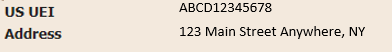 US UEI ABCD12345678
Address 123 Main Street Anywhere, NY